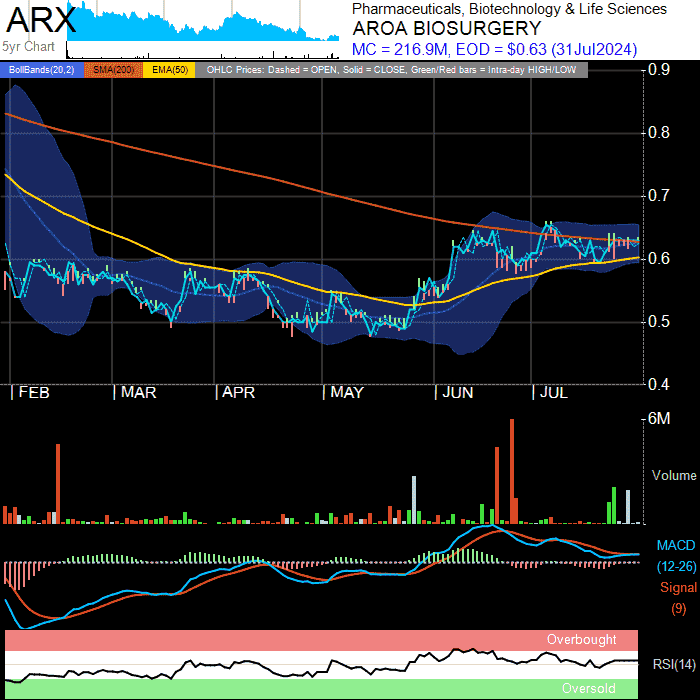 ARX
5yr Chart
Pharmaceuticals, Biotechnology & Life Sciences
AROA BIOSURGERY
MC = 216.9M, EOD = $0.63 (31Jul2024)
BollBands(20,2) SMA(200) EMA(50) OHLC Prices: Dashed = OPEN, Solid = CLOSE, Green/Red bars = Intra-day HIGH/LOW
0.9
0.8
0.7
0.6
0.5
0.4
FEB MAR APR MAY JUN JUL
6M
Volume
MACD
(12-26)
Signal
(9)
Overbought
RSI(14)
Oversold